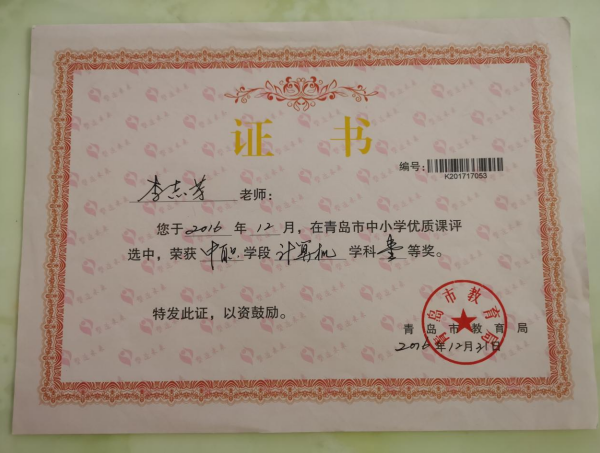 证 书
编号:
K201717053
李志芳 老师:
您于 2016 年 12 月,在青岛市中小学优质课评
选中,荣获 中职 学段 计算机 学科 壹 等奖。
特发此证,以资鼓励。
青岛市教育局
青岛市教育局
2016年12月31日